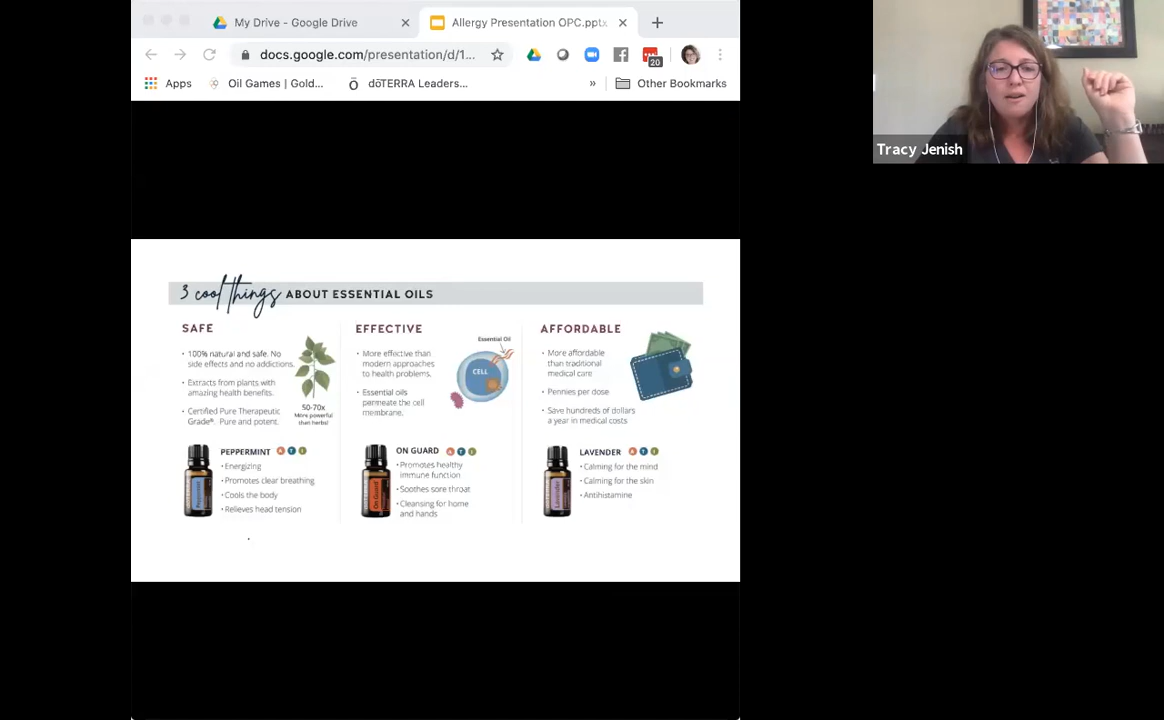 My Drive - Google Drive
Allergy Presentation OPC.pptx
docs.google.com/presentation/d/1...
20
Apps
Oil Games | Gold...
dōTERRA Leaders...
»
Other Bookmarks
Tracy Jenish
3 cool things ABOUT ESSENTIAL OILS
SAFE
• 100% natural and safe. No
side effects and no addictions.
• Extracts from plants with
amazing health benefits.
• Certified Pure Therapeutic
Grade®. Pure and potent.
50-70x
More powerful
than herbs!
PEPPERMINT A T I
• Energizing
• Promotes clear breathing
• Cools the body
• Relieves head tension
Peppermint
EFFECTIVE
• More effective than
modern approaches
to health problems.
• Essential oils
permeate the cell
membrane.
Essential Oil
CELL
ON GUARD A T I
• Promotes healthy
immune function
• Soothes sore throat
• Cleansing for home
and hands
On Guard
AFFORDABLE
• More affordable
than traditional
medical care
• Pennies per dose
• Save hundreds of dollars
a year in medical costs
LAVENDER A T I
• Calming for the mind
• Calming for the skin
• Antihistamine
Lavender